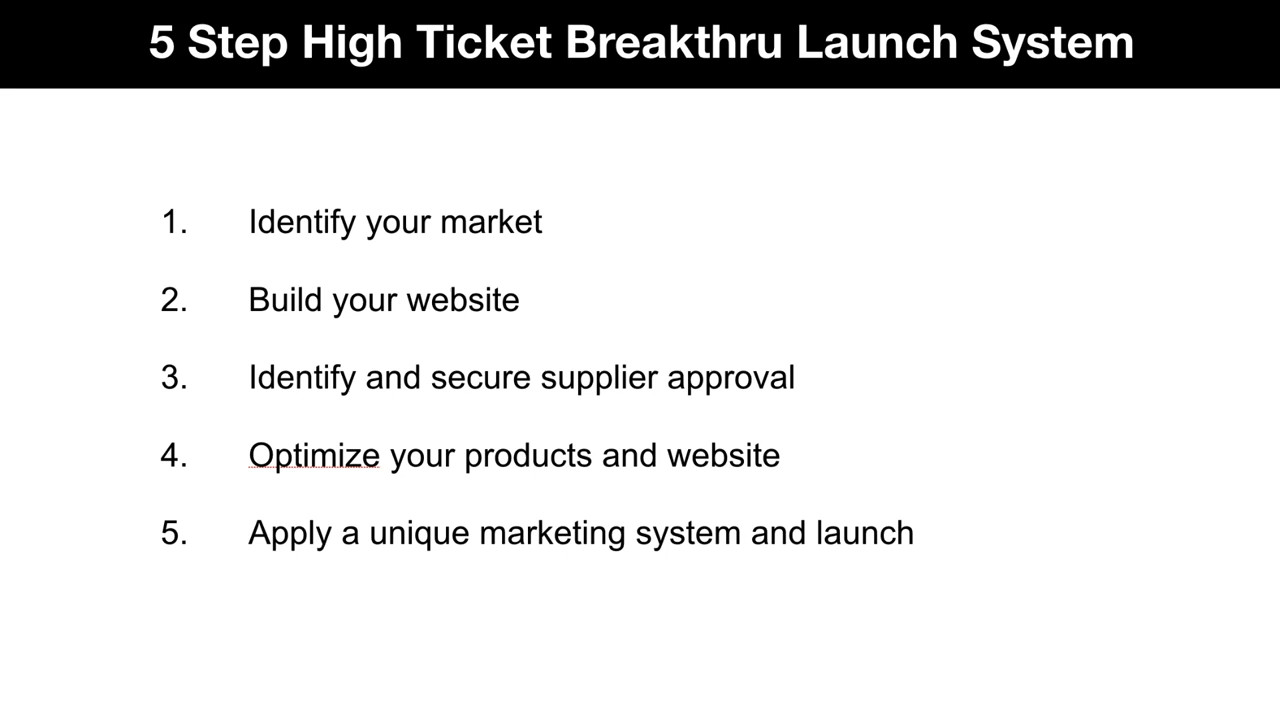 5 Step High Ticket Breakthru Launch System
1. Identify your market
2. Build your website
3. Identify and secure supplier approval
4. Optimize your products and website
5. Apply a unique marketing system and launch